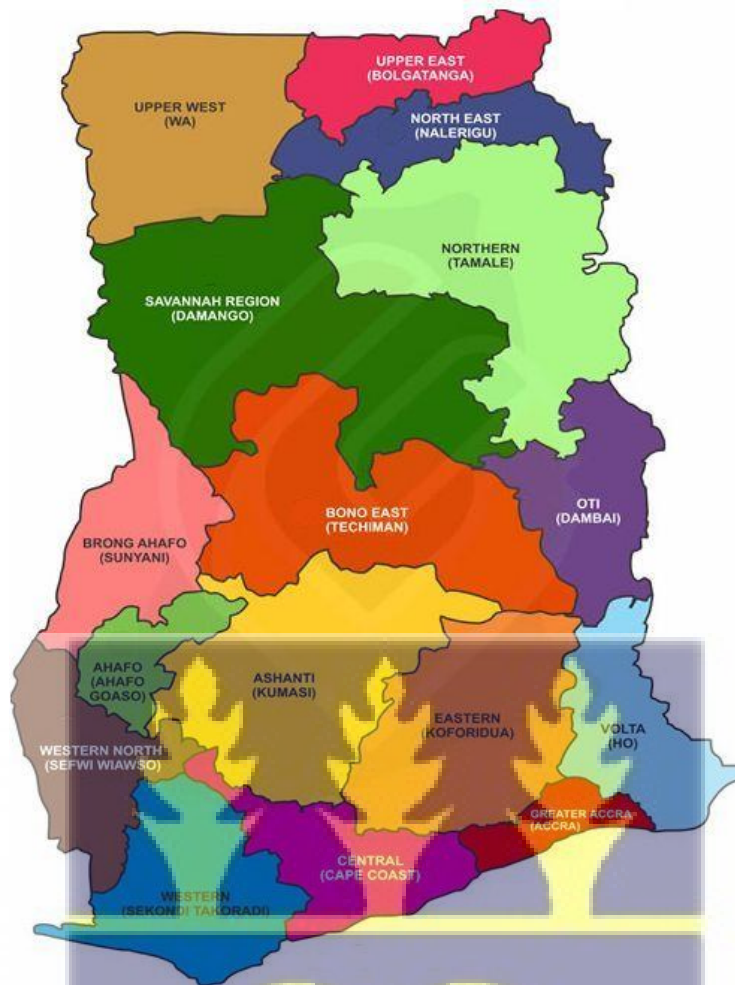 UPPER EAST
(BOLGATANGA)
UPPER WEST
(WA)
NORTH EAST
(NALERIGU)
NORTHERN
(TAMALE)
SAVANNAH REGION
(DAMANGO)
OTI
(DAMBAI)
BONO EAST
(TECHIMAN)
BRONG AHAFO
(SUNYANI)
AHAFO
(AHAFO
GOASO)
ASHANTI
(KUMASI)
EASTERN
(KOFORIDUA)
VOLTA
(HO)
WESTERN NORTH
(SEFWI WIAWSO)
GREATER ACCRA
(ACCRA)
CENTRAL
(CAPE COAST)
WESTERN
(SEKONDI TAKORADI)